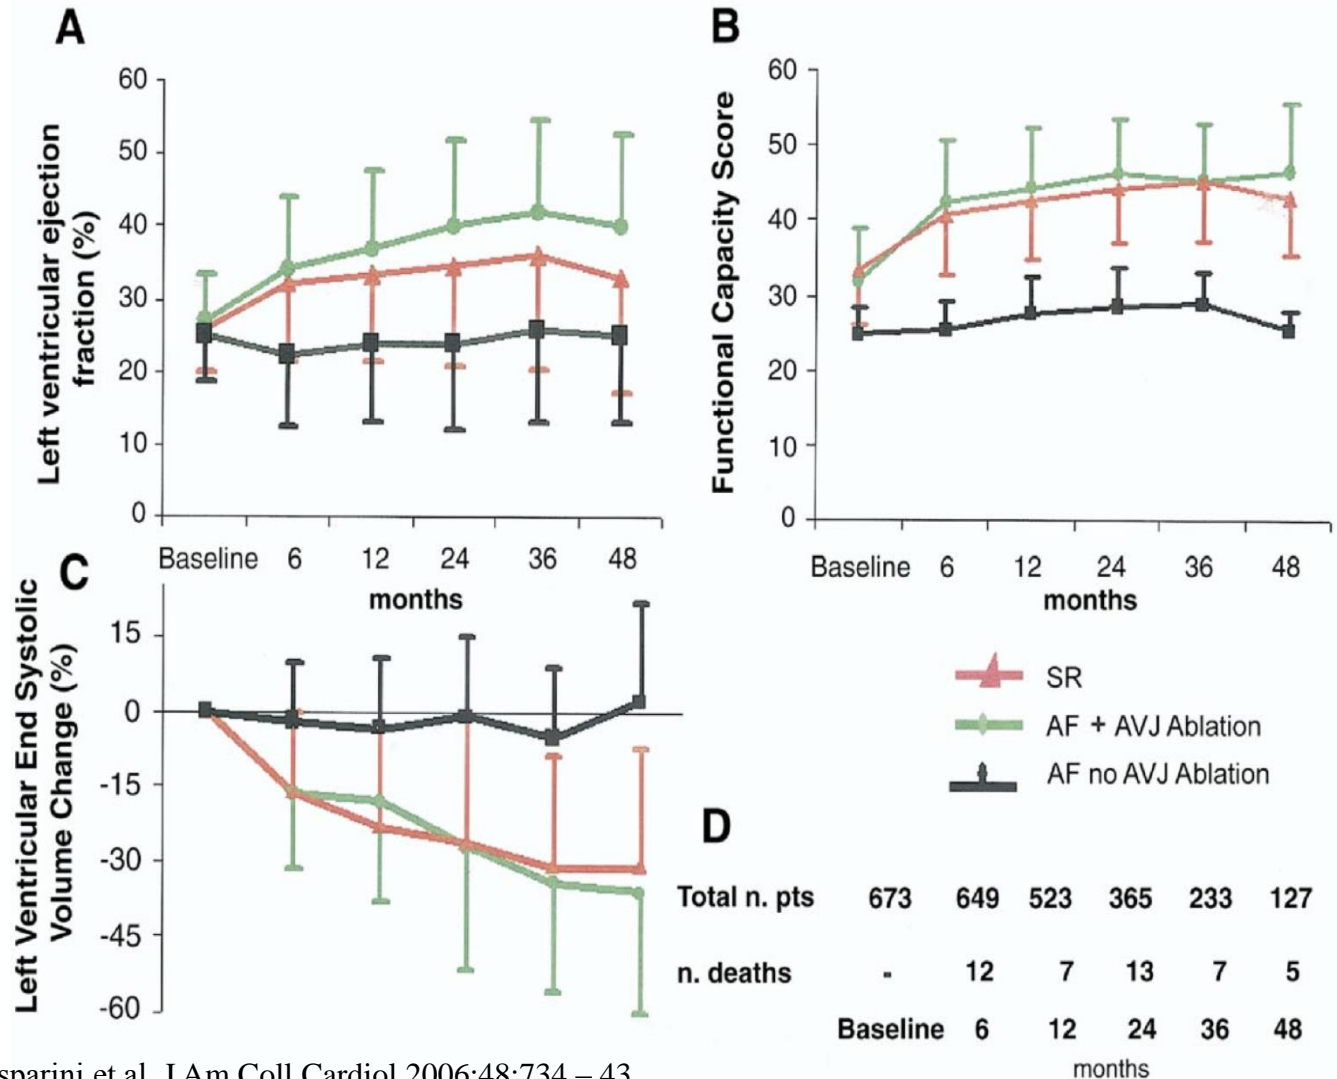 A
60
50
40
30
20
10
0
Left ventricular ejection
fraction (%)
Baseline 6 12 24 36 48
months
B
60
50
40
30
20
10
0
Functional Capacity Score
Baseline 6 12 24 36 48
months
C
15
0
-15
-30
-45
-60
Left Ventricular End Systolic
Volume Change (%)
SR
AF + AVJ Ablation
AF no AVJ Ablation
D
Total n. pts 673 649 523 365 233 127
n. deaths - 12 7 13 7 5
Baseline 6 12 24 36 48
months
sparini et al. J Am Coll Cardiol 2006;48:734 – 43